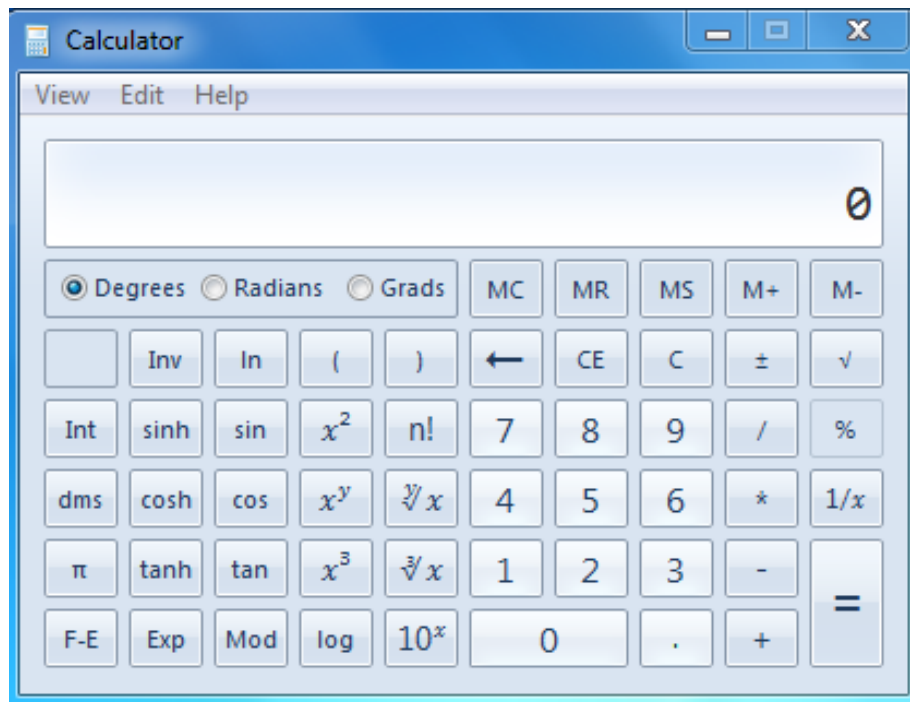 Calculator
View Edit Help
0
Degrees Radians Grads MC MR MS M+ M-
Inv ln ( ) ← CE C ± √
Int sinh sin x² n! 7 8 9 / %
dms cosh cos xʸ ʸ√x 4 5 6 * 1/x
π tanh tan x³ ³√x 1 2 3 - =
F-E Exp Mod log 10ˣ 0 . +